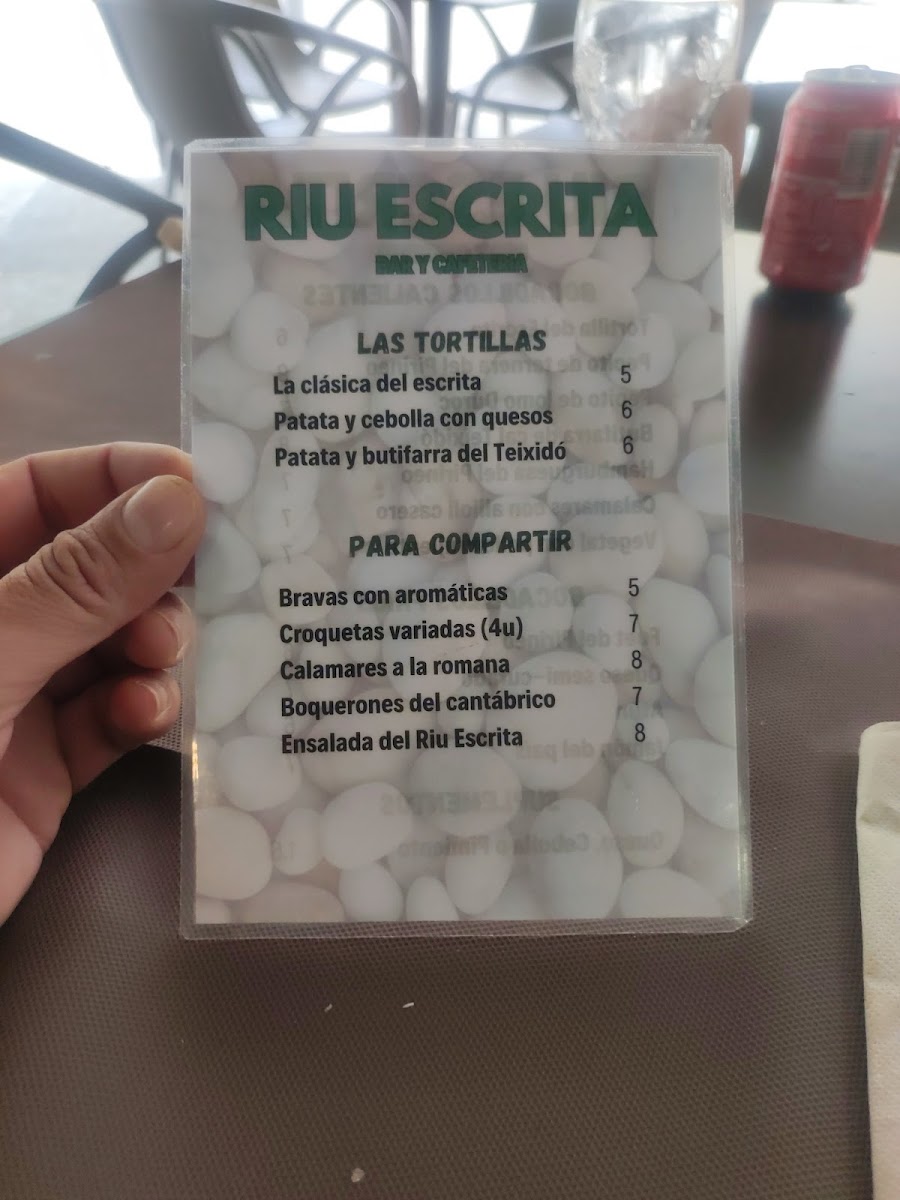 RIU ESCRITA
BAR Y CAFETERIA
LAS TORTILLAS
La clásica del escrita 5
Patata y cebolla con quesos 6
Patata y butifarra del Teixidó 6
PARA COMPARTIR
Bravas con aromáticas 5
Croquetas variadas (4u) 7
Calamares a la romana 8
Boquerones del cantábrico 7
Ensalada del Riu Escrita 8